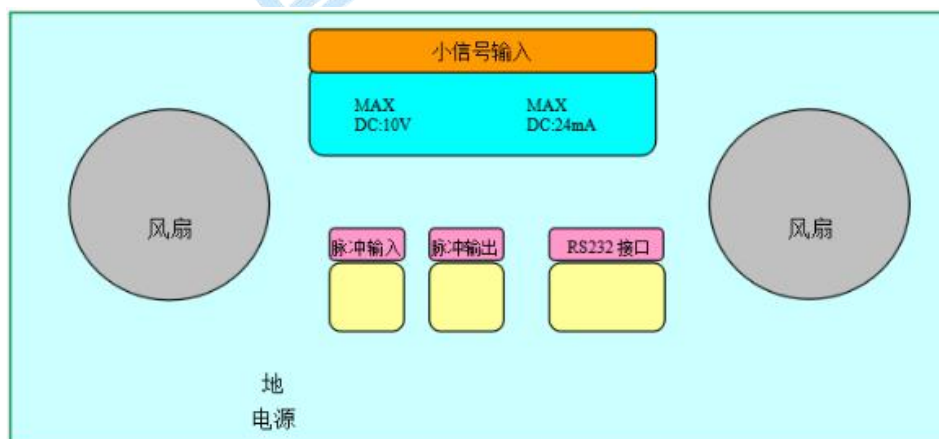 小信号输入
MAX MAX
DC:10V DC:24mA
风扇 风扇
脉冲输入 脉冲输出 RS232 接口
地
电源